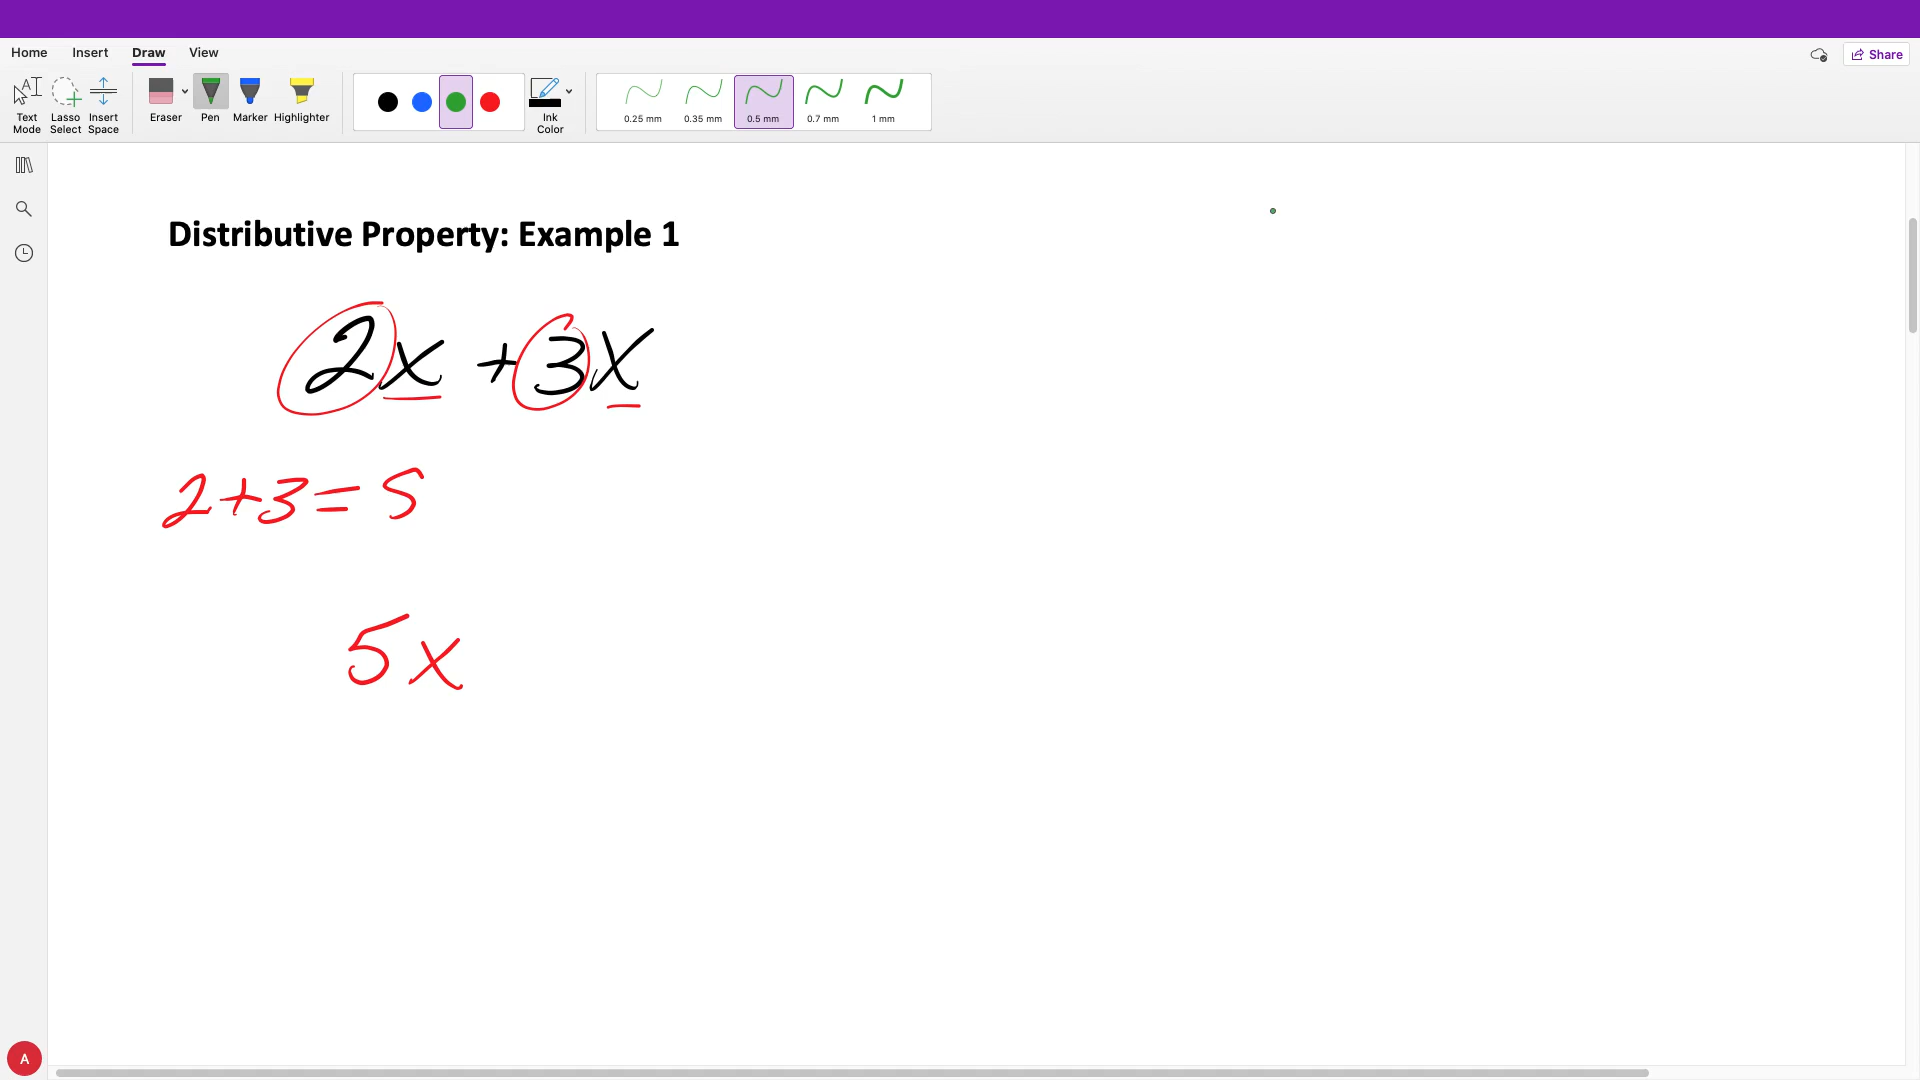 Home Insert Draw View
Share
Text Mode
Lasso Select
Insert Space
Eraser
Pen
Marker
Highlighter
Ink Color
0.25 mm
0.35 mm
0.5 mm
0.7 mm
1 mm
Distributive Property: Example 1
2x + 3x
2+3=5
5x
A